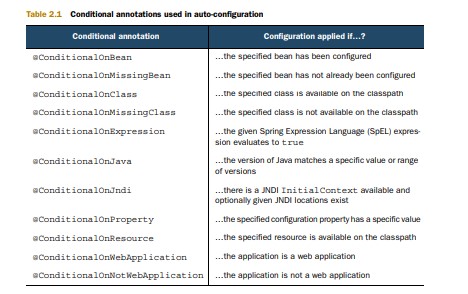 Table 2.1 Conditional annotations used in auto-configuration
Conditional annotation Configuration applied if…?
@ConditionalOnBean …the specified bean has been configured
@ConditionalOnMissingBean …the specified bean has not already been configured
@ConditionalOnClass …the specified class is available on the classpath
@ConditionalOnMissingClass …the specified class is not available on the classpath
@ConditionalOnExpression …the given Spring Expression Language (SpEL) expres-
sion evaluates to true
@ConditionalOnJava …the version of Java matches a specific value or range
of versions
@ConditionalOnJndi …there is a JNDI InitialContext available and
optionally given JNDI locations exist
@ConditionalOnProperty …the specified configuration property has a specific value
@ConditionalOnResource …the specified resource is available on the classpath
@ConditionalOnWebApplication …the application is a web application
@ConditionalOnNotWebApplication …the application is not a web application